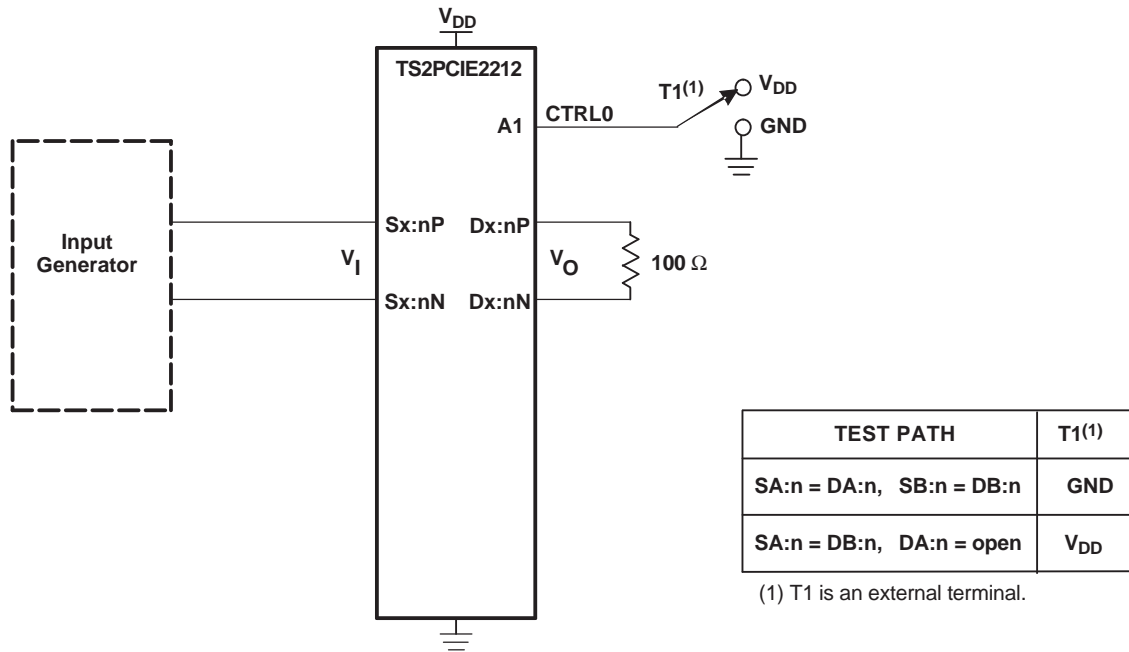 VDD
TS2PCIE2212
T1(1)
VDD
CTRL0
A1
GND
Input
Generator
Sx:nP
Dx:nP
VI
VO
100 Ω
Sx:nN
Dx:nN
TEST PATH T1(1)
SA:n = DA:n, SB:n = DB:n GND
SA:n = DB:n, DA:n = open VDD
(1) T1 is an external terminal.